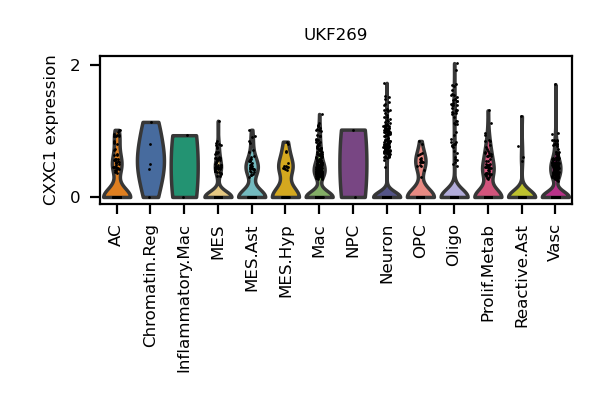 UKF269
CXXC1 expression
2
0
AC
Chromatin.Reg
Inflammatory.Mac
MES
MES.Ast
MES.Hyp
Mac
NPC
Neuron
OPC
Oligo
Prolif.Metab
Reactive.Ast
Vasc